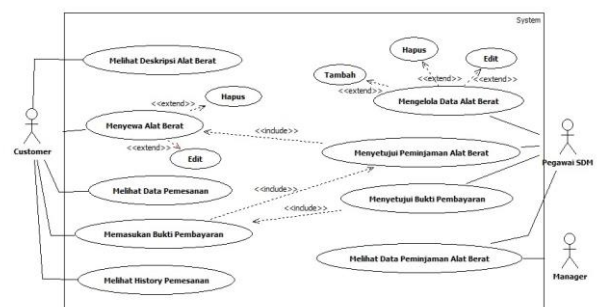 System
Melihat Deskripsi Alat Berat
Hapus
Edit
Tambah
<<extend>>
<<extend>>
<<extend>>
Mengelola Data Alat Berat
<<extend>>
Hapus
Menyewa Alat Berat
<<include>>
<<extend>>
Edit
Menyetujui Peminjaman Alat Berat
Customer
Pegawai SDM
Melihat Data Pemesanan
<<include>>
Menyetujui Bukti Pembayaran
<<include>>
Memasukan Bukti Pembayaran
Melihat Data Peminjaman Alat Berat
Manager
Melihat History Pemesanan